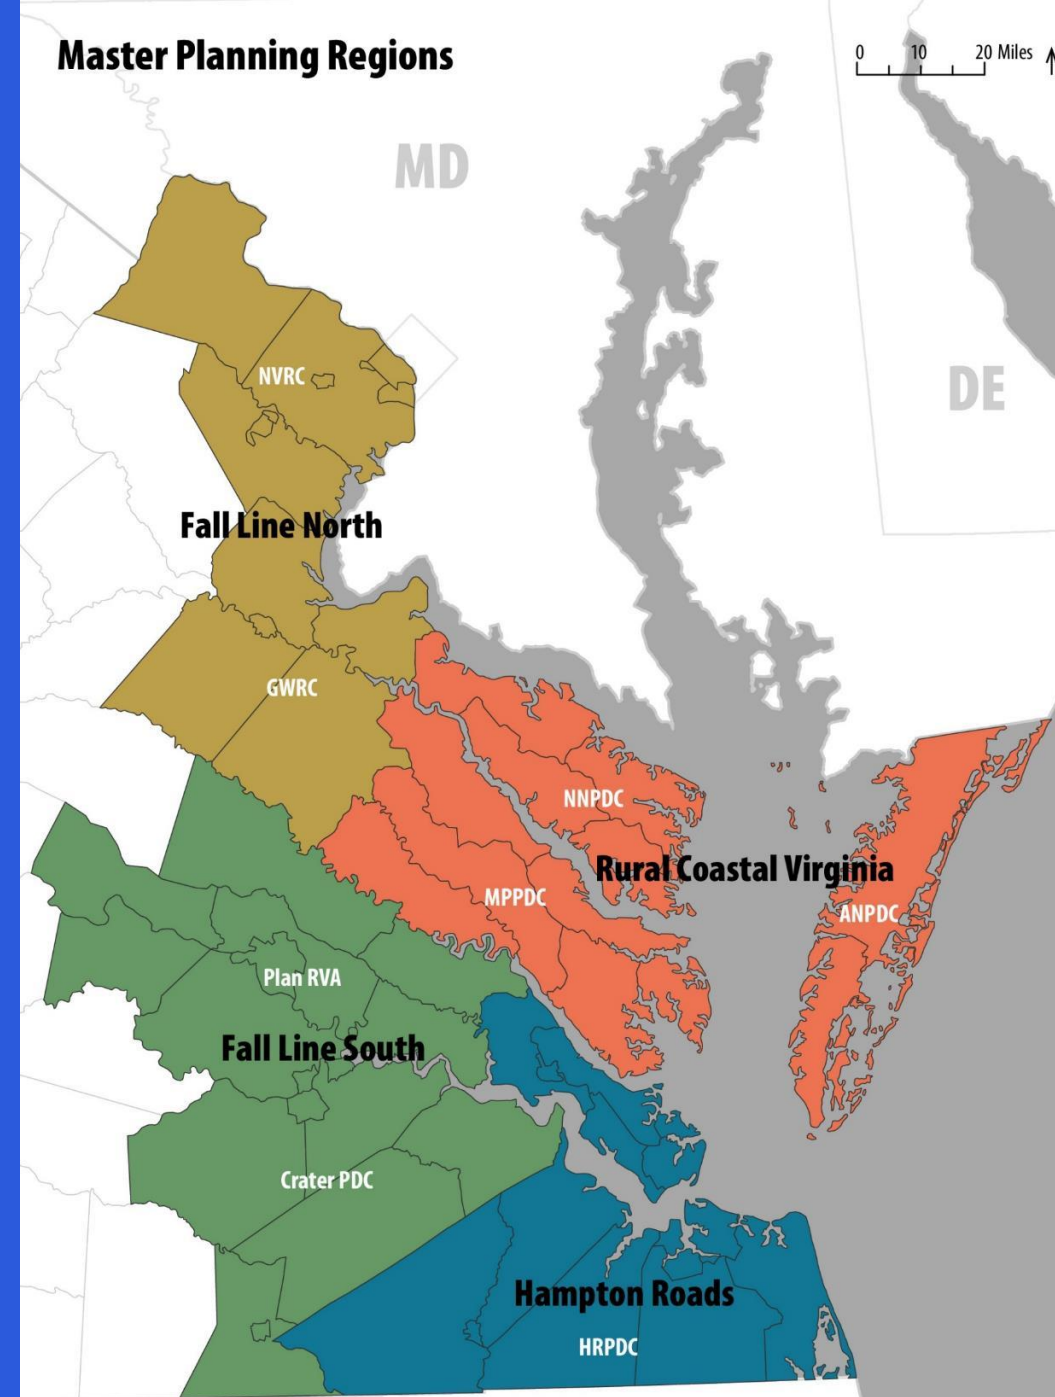 Master Planning Regions
0 10 20 Miles
MD
DE
NVRC
Fall Line North
GWRC
NNPDC
Rural Coastal Virginia
MPPDC
ANPDC
Plan RVA
Fall Line South
Crater PDC
Hampton Roads
HRPDC